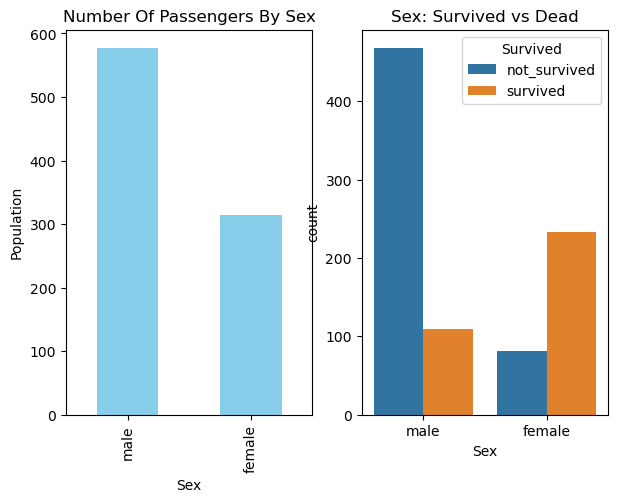 Number Of Passengers By Sex
600
500
400
300
200
100
0
Population
male
female
Sex
Sex: Survived vs Dead
Survived
not_survived
survived
400
300
200
100
0
count
male
female
Sex